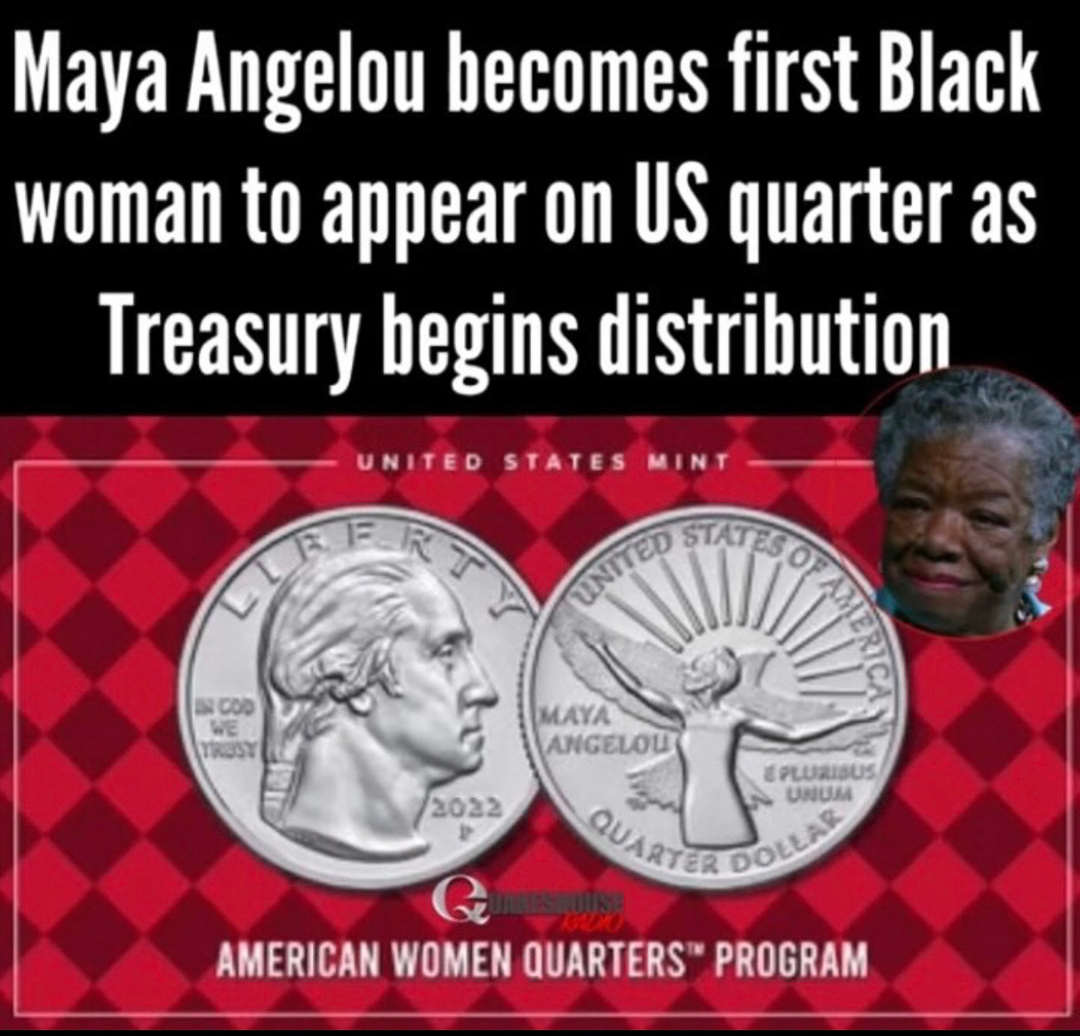 Maya Angelou becomes first Black
woman to appear on US quarter as
Treasury begins distribution
UNITED STATES MINT
LIBERTY
IN GOD
WE
TRUST
2022
P
UNITED STATES OF AMERICA
MAYA
ANGELOU
E PLURIBUS
UNUM
QUARTER DOLLAR
RADIO
AMERICAN WOMEN QUARTERS™ PROGRAM